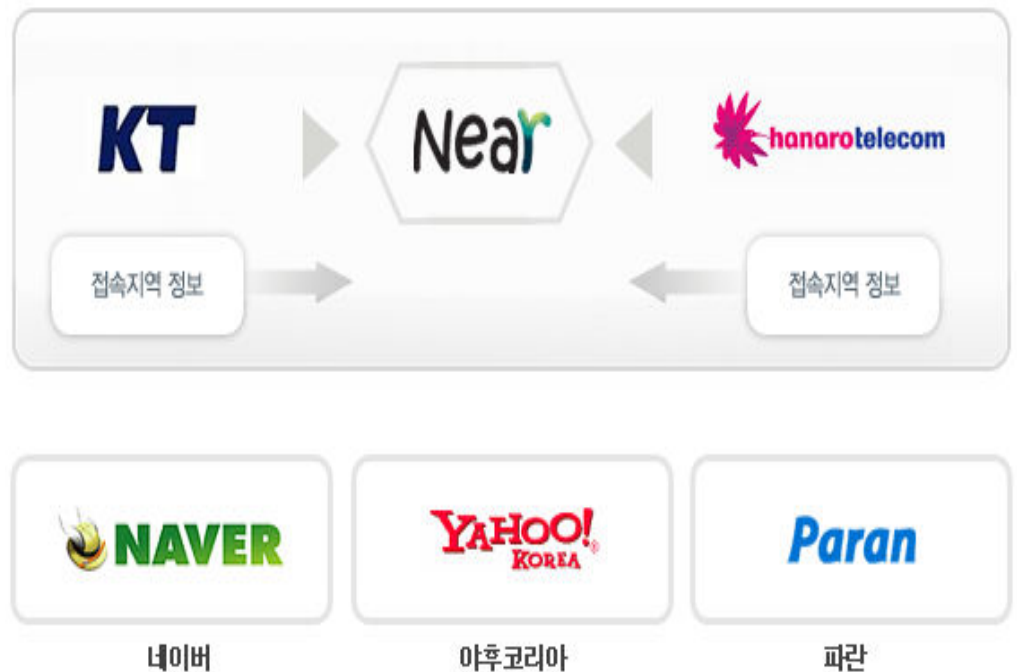 KT
Near
hanarotelecom
접속지역 정보
접속지역 정보
NAVER
YAHOO!
KOREA
Paran
네이버
야후코리아
파란